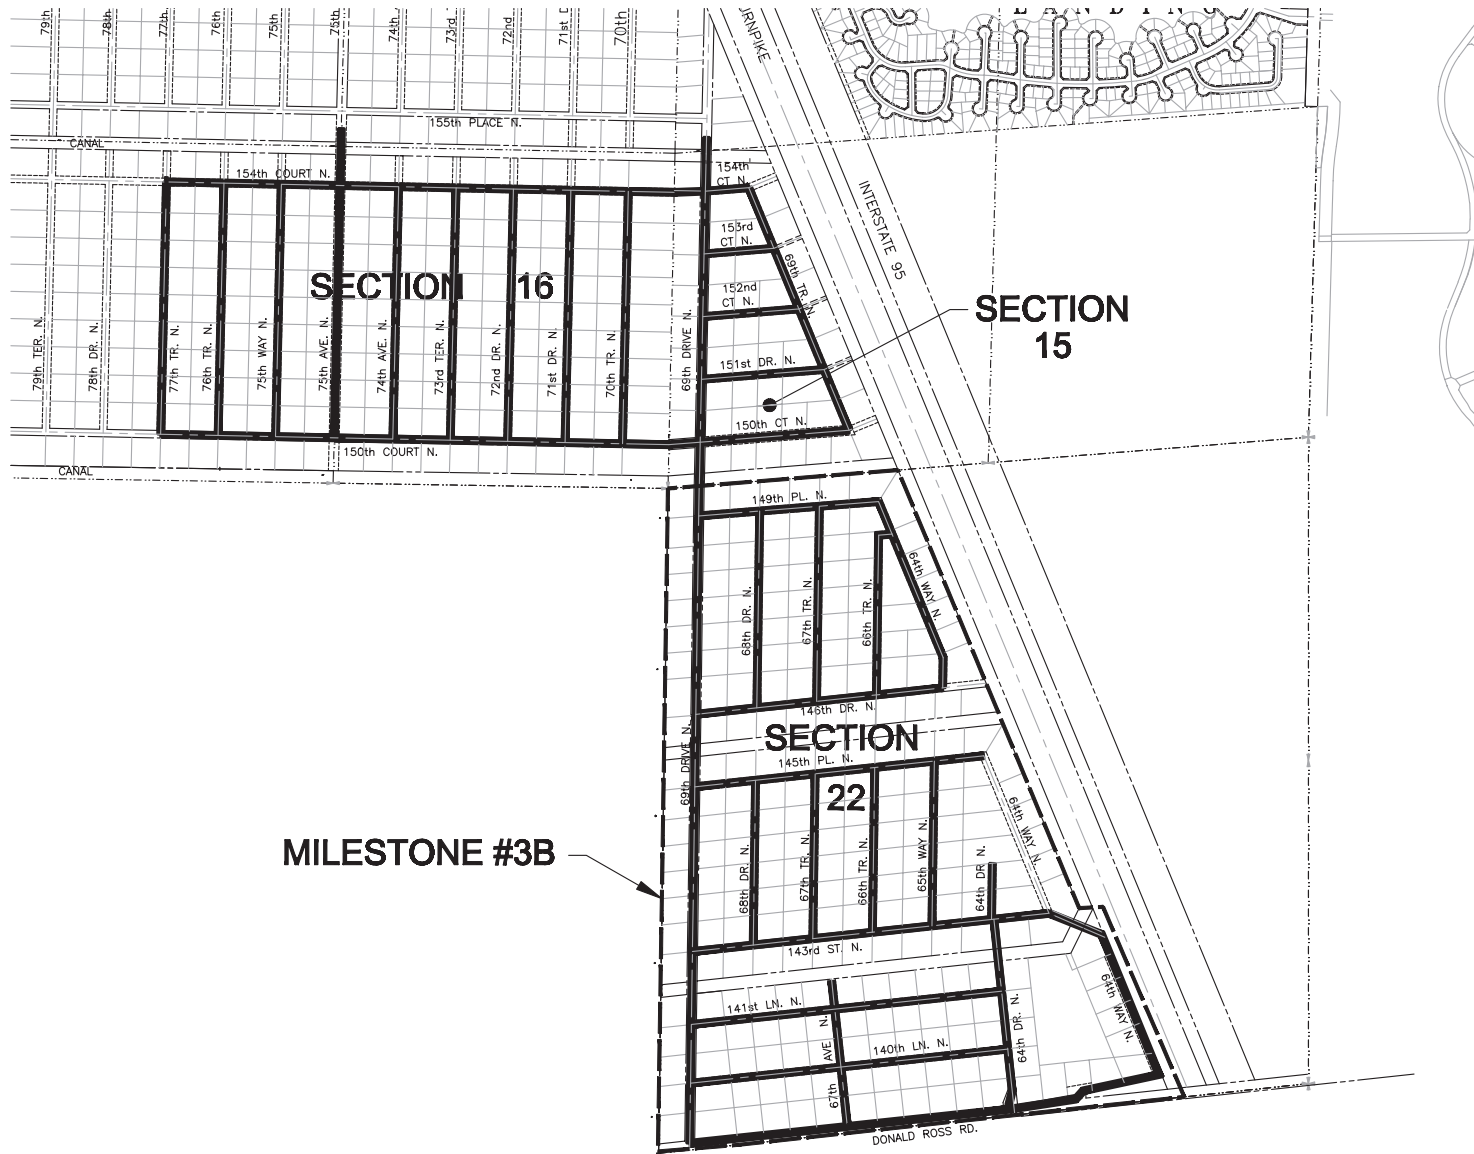 79th
78th
77th
76th
75th
75th
74th
73rd
72nd
71st
70th
LANDING
155th PLACE N.
CANAL
154th COURT N.
154th
CT N.
153rd
CT N.
INTERSTATE 95
69th TR. N.
152nd
CT N.
SECTION 16
SECTION
15
79th TER. N.
78th DR. N.
77th TR. N.
76th TR. N.
75th WAY N.
75th AVE. N.
74th AVE. N.
73rd TER. N.
72nd DR. N.
71st DR. N.
70th TR. N.
69th DRIVE N.
151st DR. N.
150th CT N.
150th COURT N.
CANAL
149th PL. N.
64th WAY N.
68th DR. N.
67th TR. N.
66th TR. N.
146th DR. N.
SECTION
22
145th PL. N.
69th DRIVE N.
64th WAY N.
MILESTONE #3B
68th DR. N.
67th TR. N.
66th TR. N.
65th WAY N.
64th DR. N.
143rd ST. N.
64th WAY N.
141st LN. N.
64th DR. N.
67th AVE N.
140th LN. N.
DONALD ROSS RD.